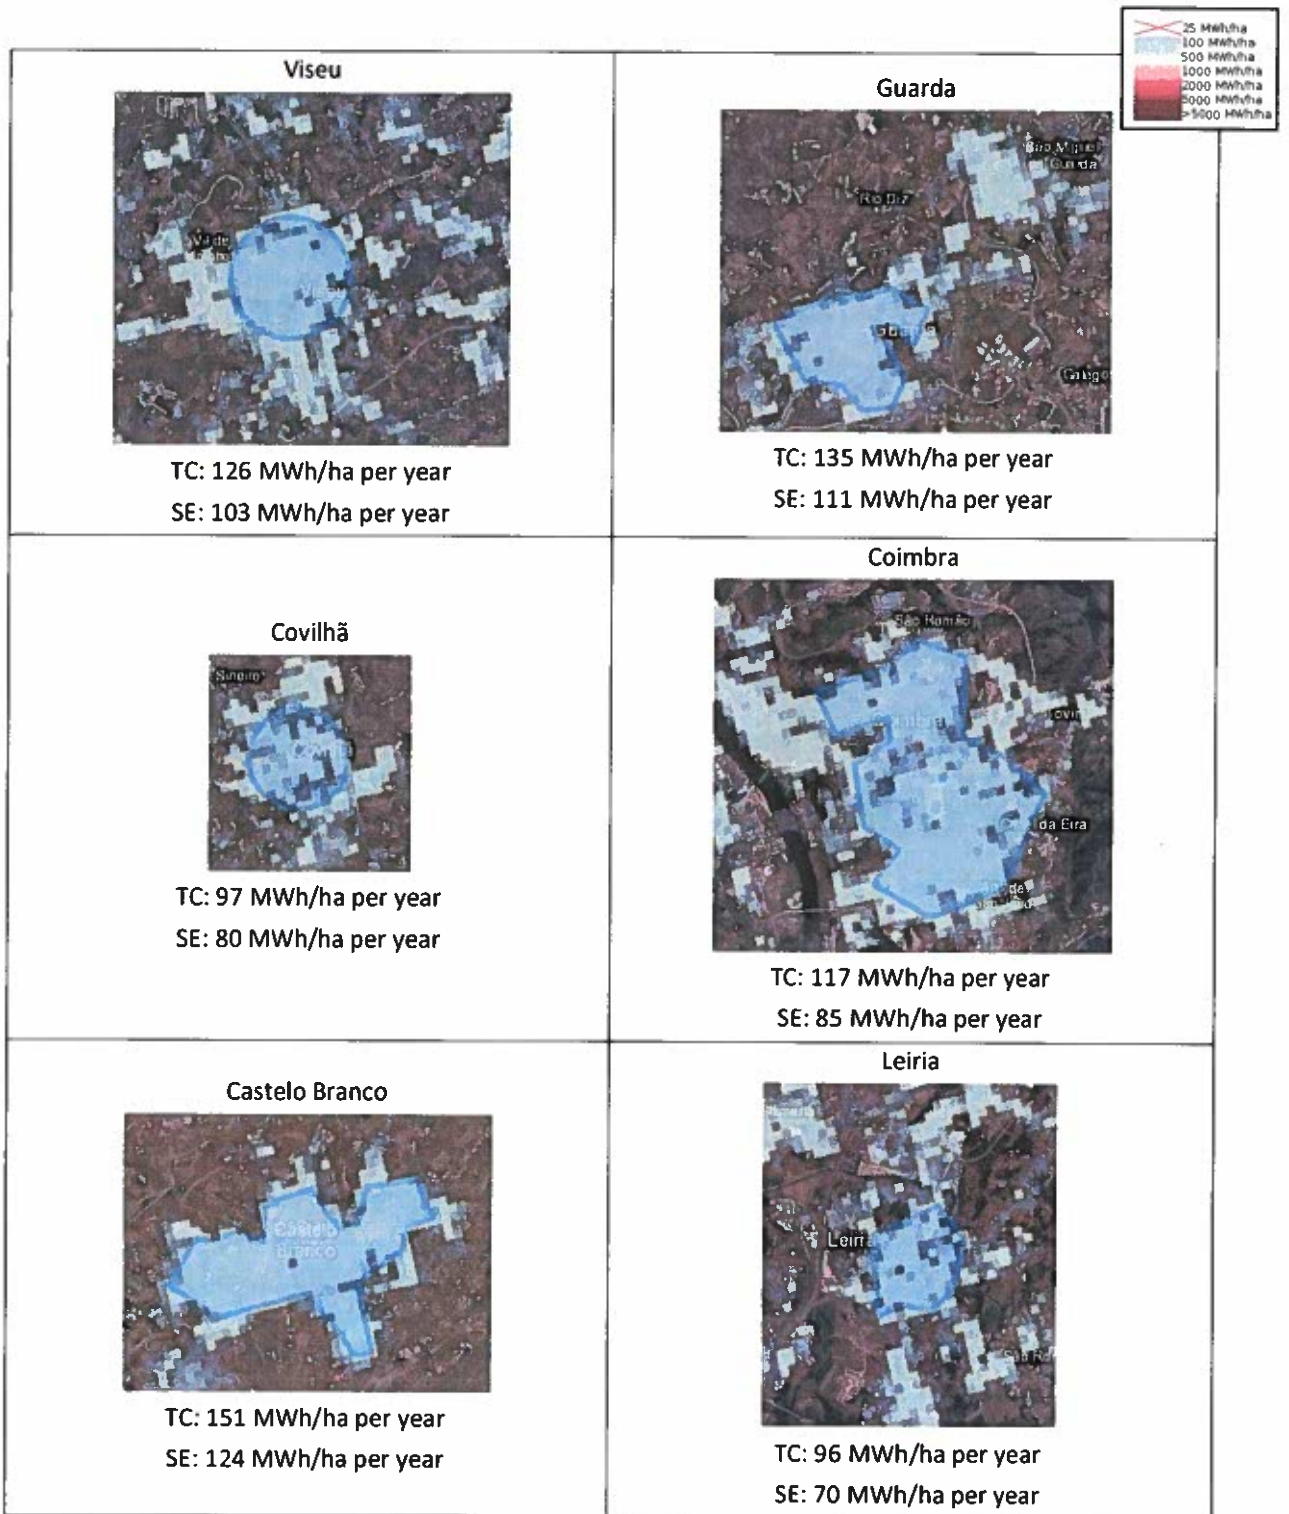 25 MWh/ha
100 MWh/ha
500 MWh/ha
1000 MWh/ha
2000 MWh/ha
5000 MWh/ha
>5000 MWh/ha
Viseu
TC: 126 MWh/ha per year
SE: 103 MWh/ha per year
Guarda
São Miguel
Guarda
Rio Diz
Guarda
TC: 135 MWh/ha per year
SE: 111 MWh/ha per year
Covilhã
TC: 97 MWh/ha per year
SE: 80 MWh/ha per year
Coimbra
São Romão
da Eira
TC: 117 MWh/ha per year
SE: 85 MWh/ha per year
Castelo Branco
Castelo
Branco
TC: 151 MWh/ha per year
SE: 124 MWh/ha per year
Leiria
Leiria
TC: 96 MWh/ha per year
SE: 70 MWh/ha per year